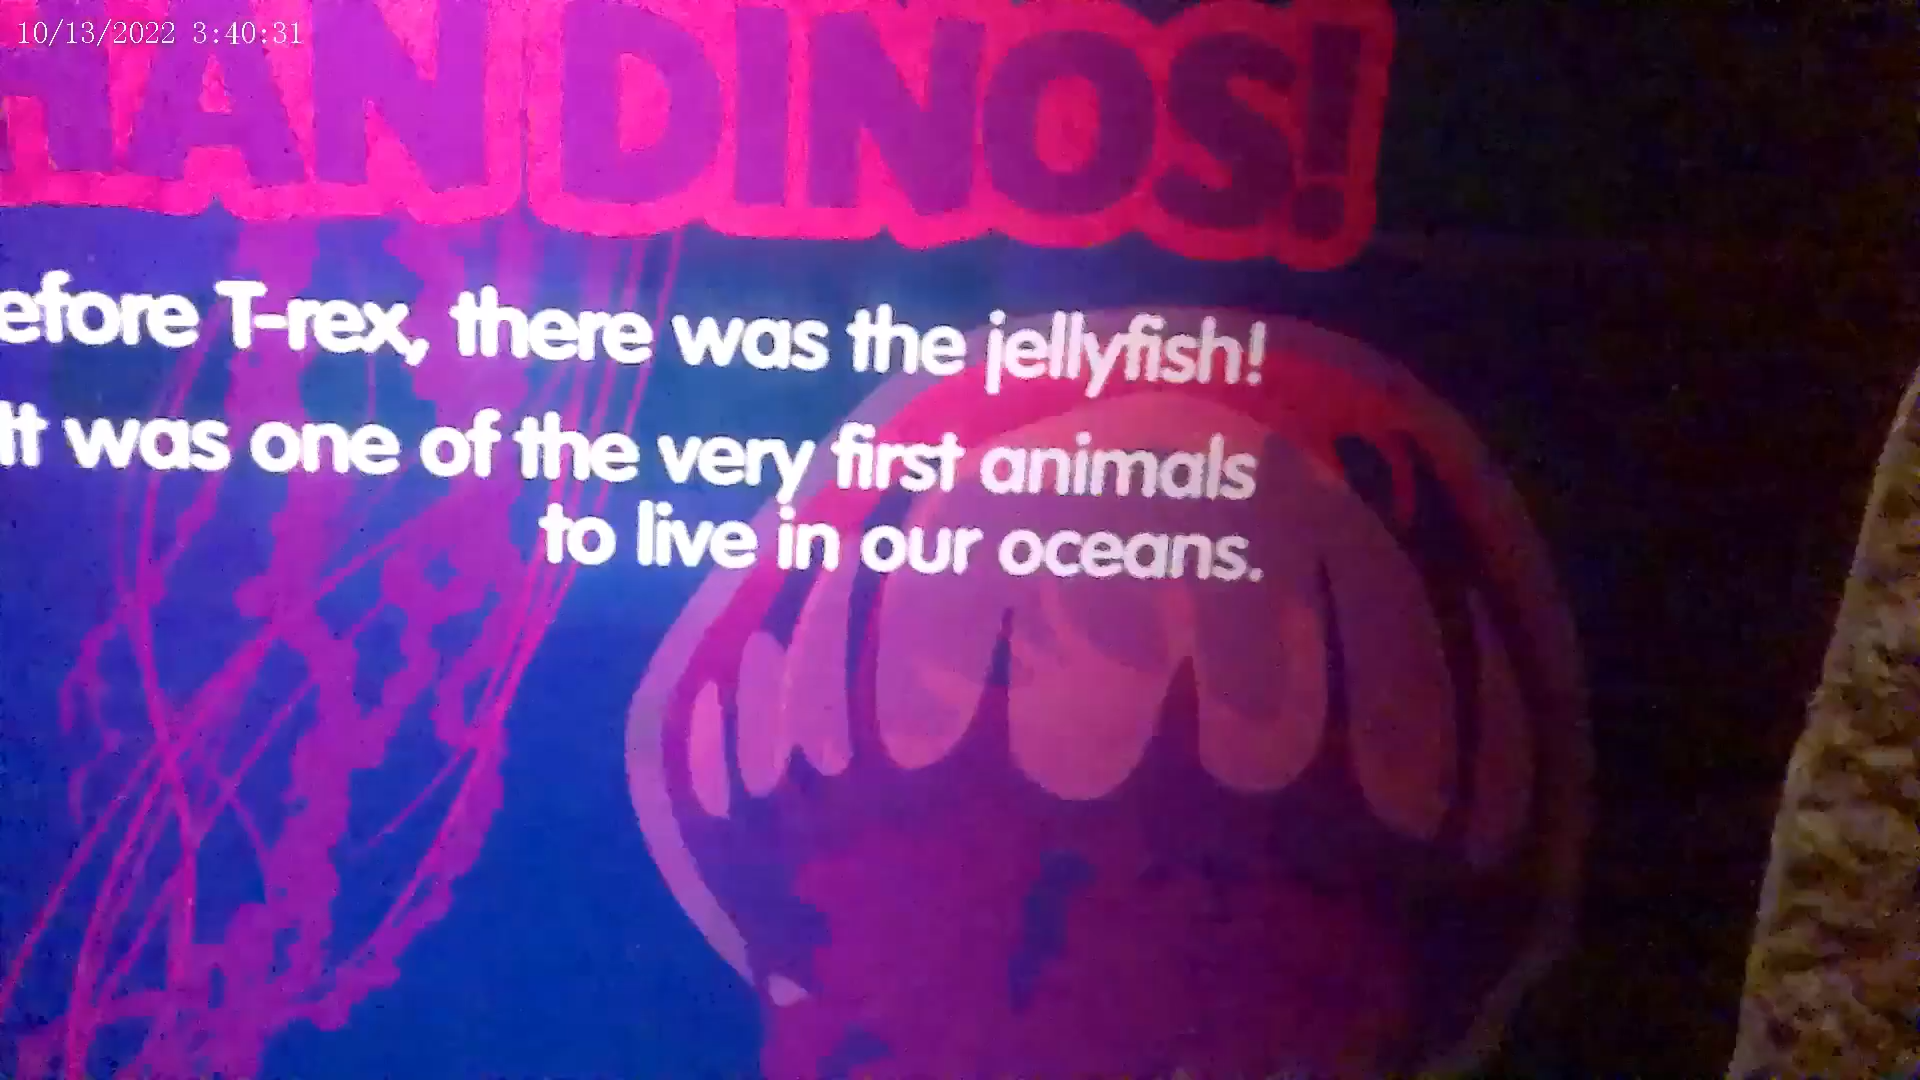 10/13/2022 3:40:31
HAN DINOS!
efore T-rex, there was the jellyfish!
It was one of the very first animals
to live in our oceans.